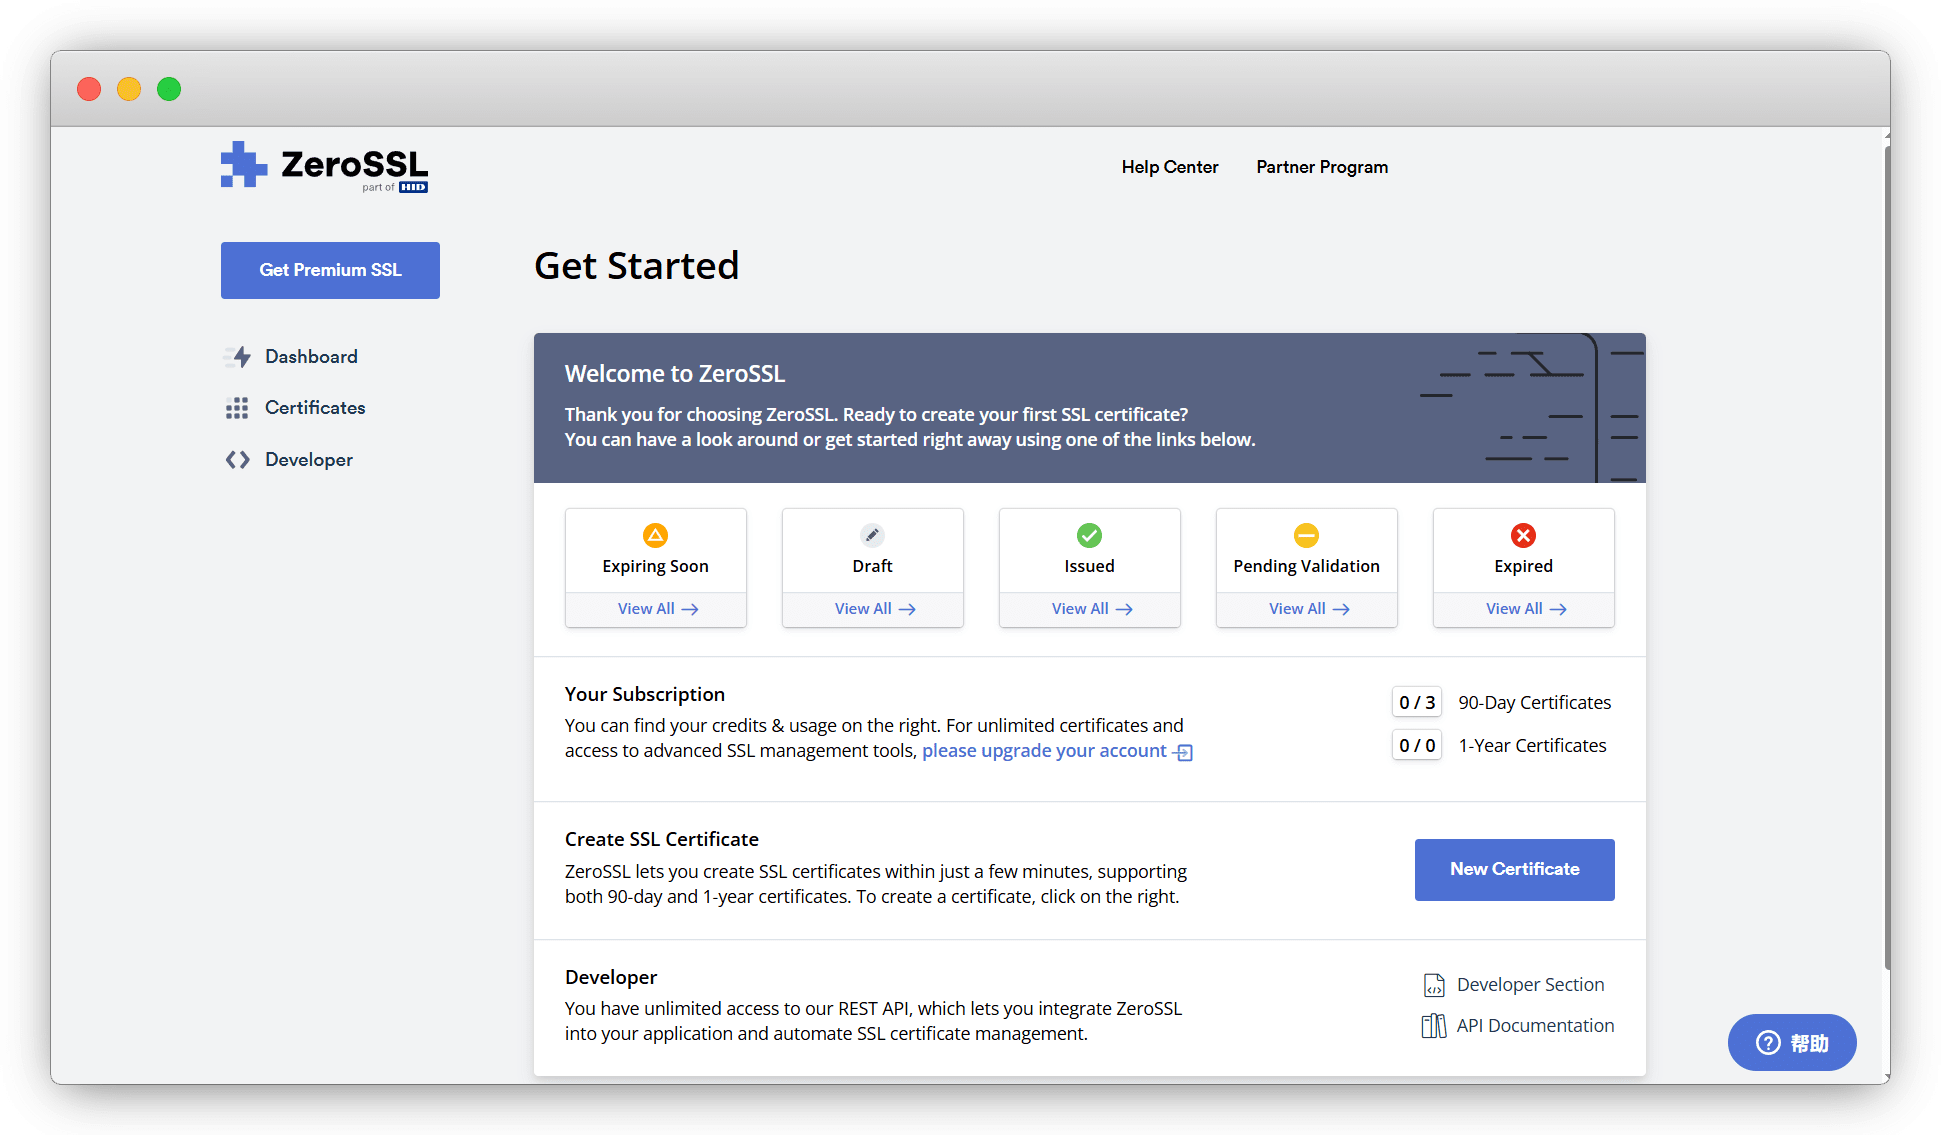 ZeroSSL
part of HID
Help Center
Partner Program
Get Premium SSL
Dashboard
Certificates
Developer
Get Started
Welcome to ZeroSSL
Thank you for choosing ZeroSSL. Ready to create your first SSL certificate?
You can have a look around or get started right away using one of the links below.
Expiring Soon
View All
Draft
View All
Issued
View All
Pending Validation
View All
Expired
View All
Your Subscription
You can find your credits & usage on the right. For unlimited certificates and
access to advanced SSL management tools, please upgrade your account
0 / 3 90-Day Certificates
0 / 0 1-Year Certificates
Create SSL Certificate
ZeroSSL lets you create SSL certificates within just a few minutes, supporting
both 90-day and 1-year certificates. To create a certificate, click on the right.
New Certificate
Developer
You have unlimited access to our REST API, which lets you integrate ZeroSSL
into your application and automate SSL certificate management.
Developer Section
API Documentation
帮助